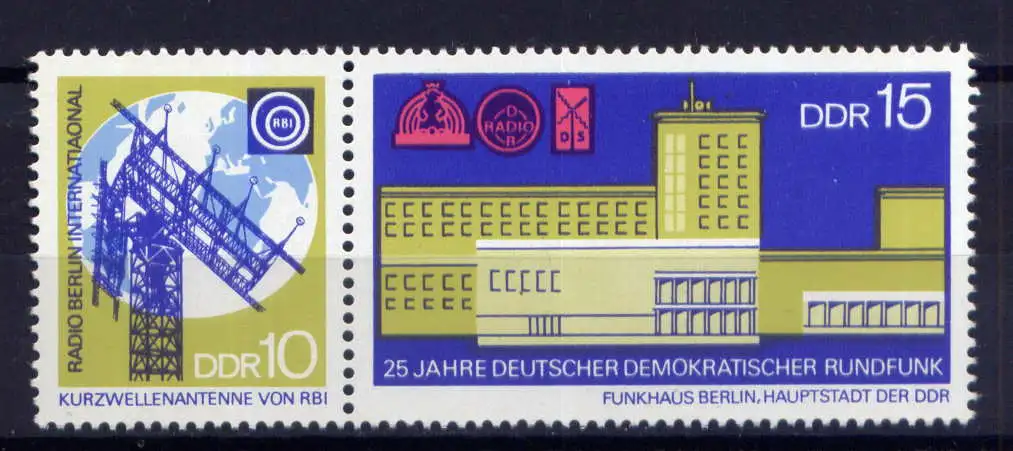 RADIO BERLIN INTERNATIAONAL
RBI
DDR 10
KURZWELLENANTENNE VON RBI
D
RADIO
R
DS
DDR 15
25 JAHRE DEUTSCHER DEMOKRATISCHER RUNDFUNK
FUNKHAUS BERLIN, HAUPTSTADT DER DDR